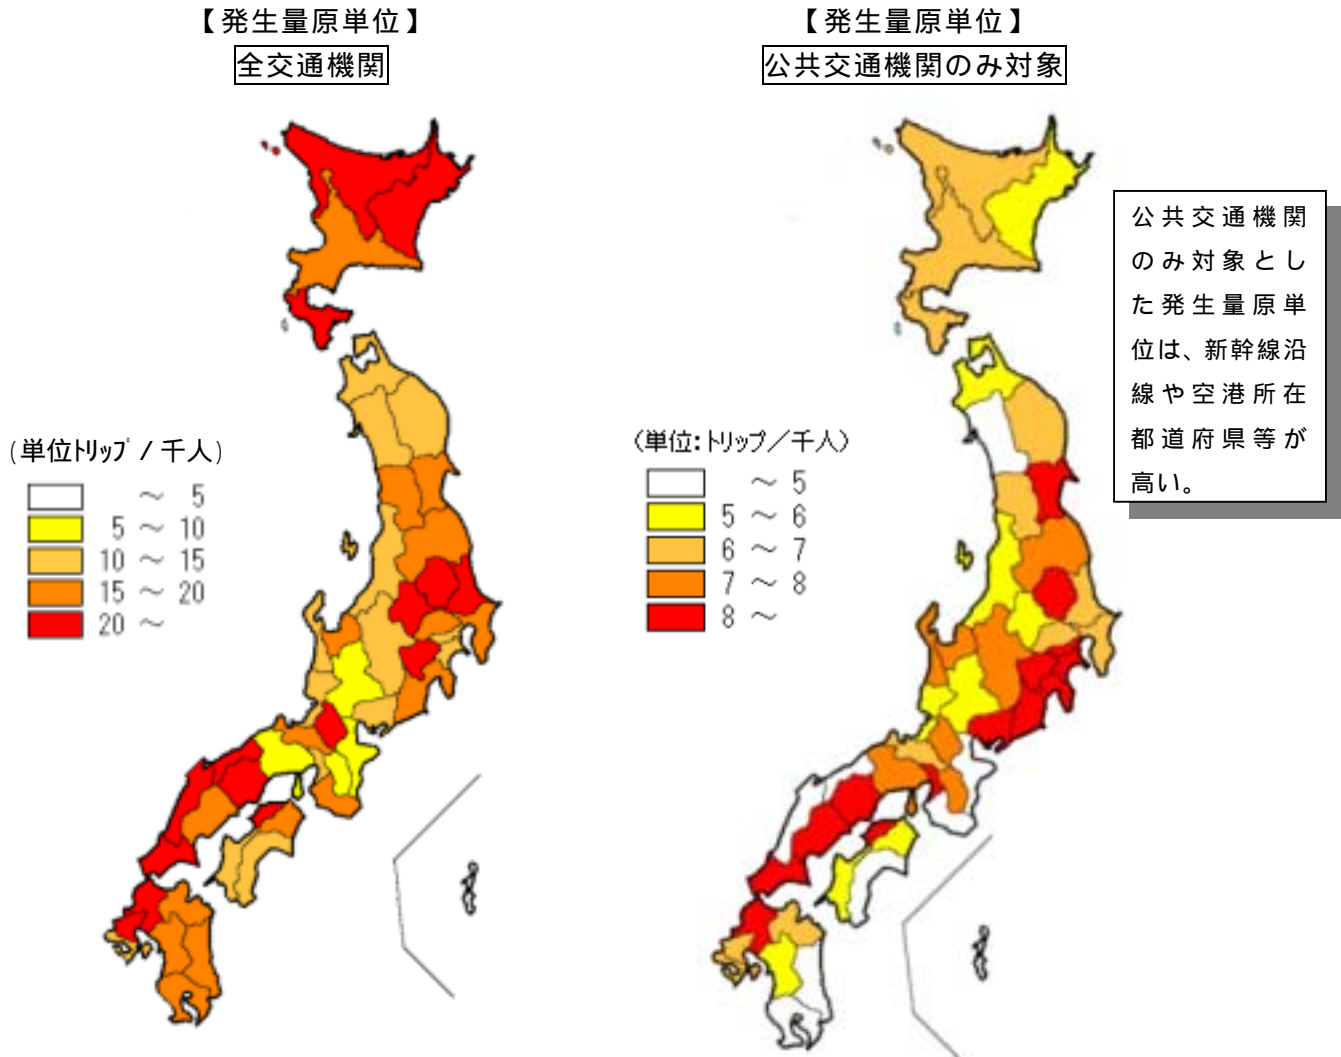 【発生量原単位】
全交通機関
(単位トリップ / 千人)
～ 5
5 ～ 10
10 ～ 15
15 ～ 20
20 ～
【発生量原単位】
公共交通機関のみ対象
（単位：トリップ／千人）
～ 5
5 ～ 6
6 ～ 7
7 ～ 8
8 ～
公共交通機関
のみ対象とし
た発生量原単
位は、新幹線沿
線や空港所在
都道府県等が
高い。